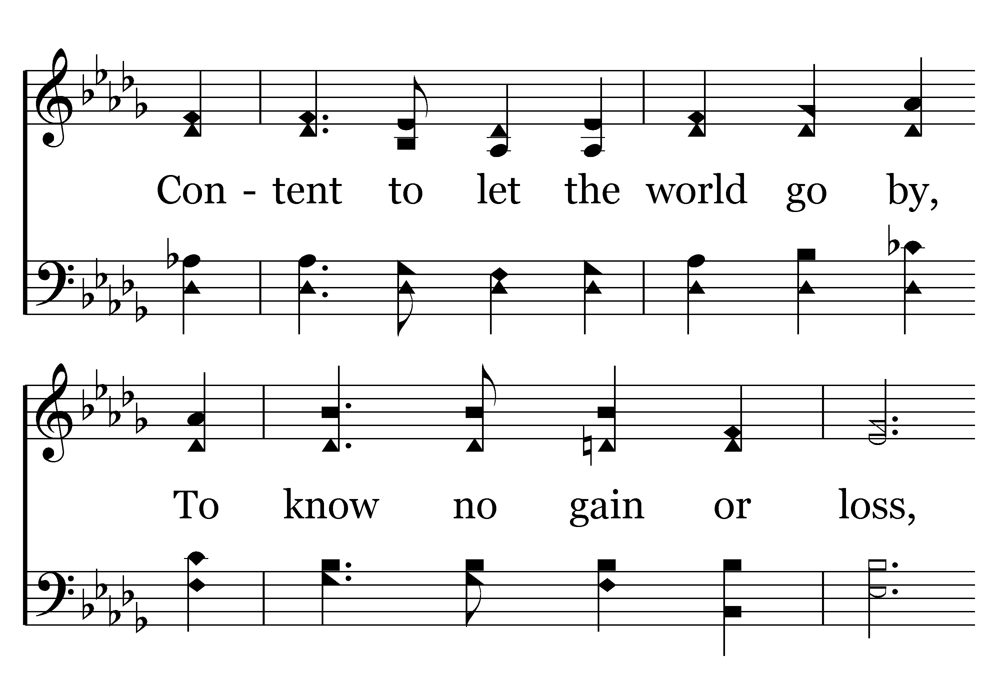 Con - tent to let the world go by,
To know no gain or loss,